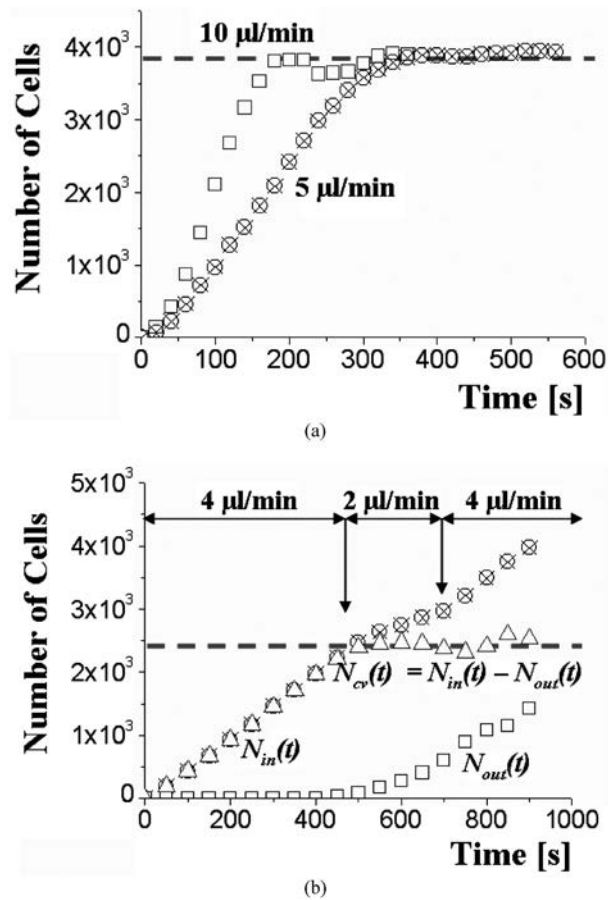 Number of Cells
4x10³
3x10³
2x10³
1x10³
0
10 µl/min
5 µl/min
0 100 200 300 400 500 600
Time [s]
(a)
Number of Cells
5x10³
4x10³
3x10³
2x10³
1x10³
0
4 µl/min 2 µl/min 4 µl/min
N_cv(t) = N_in(t) – N_out(t)
N_in(t)
N_out(t)
0 200 400 600 800 1000
Time [s]
(b)